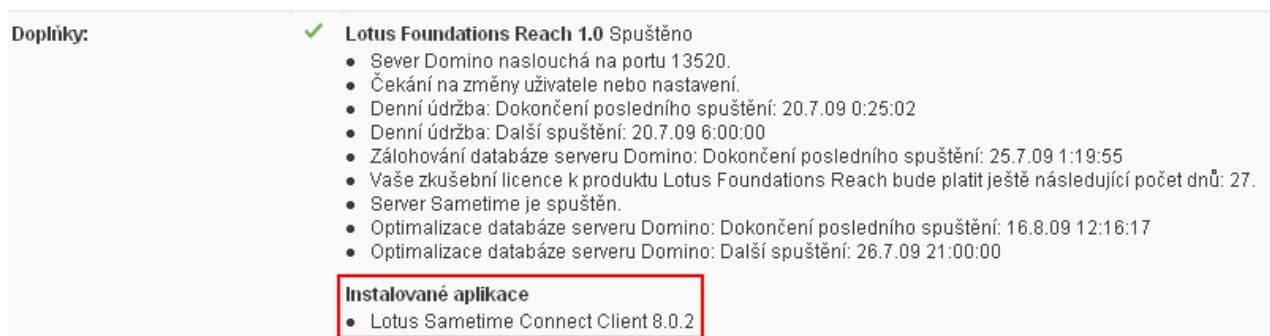 Doplňky:
✓ Lotus Foundations Reach 1.0 Spuštěno
● Sever Domino naslouchá na portu 13520.
● Čekání na změny uživatele nebo nastavení.
● Denní údržba: Dokončení posledního spuštění: 20.7.09 0:25:02
● Denní údržba: Další spuštění: 20.7.09 6:00:00
● Zálohování databáze serveru Domino: Dokončení posledního spuštění: 25.7.09 1:19:55
● Vaše zkušební licence k produktu Lotus Foundations Reach bude platit ještě následující počet dnů: 27.
● Server Sametime je spuštěn.
● Optimalizace databáze serveru Domino: Dokončení posledního spuštění: 16.8.09 12:16:17
● Optimalizace databáze serveru Domino: Další spuštění: 26.7.09 21:00:00
Instalované aplikace
● Lotus Sametime Connect Client 8.0.2